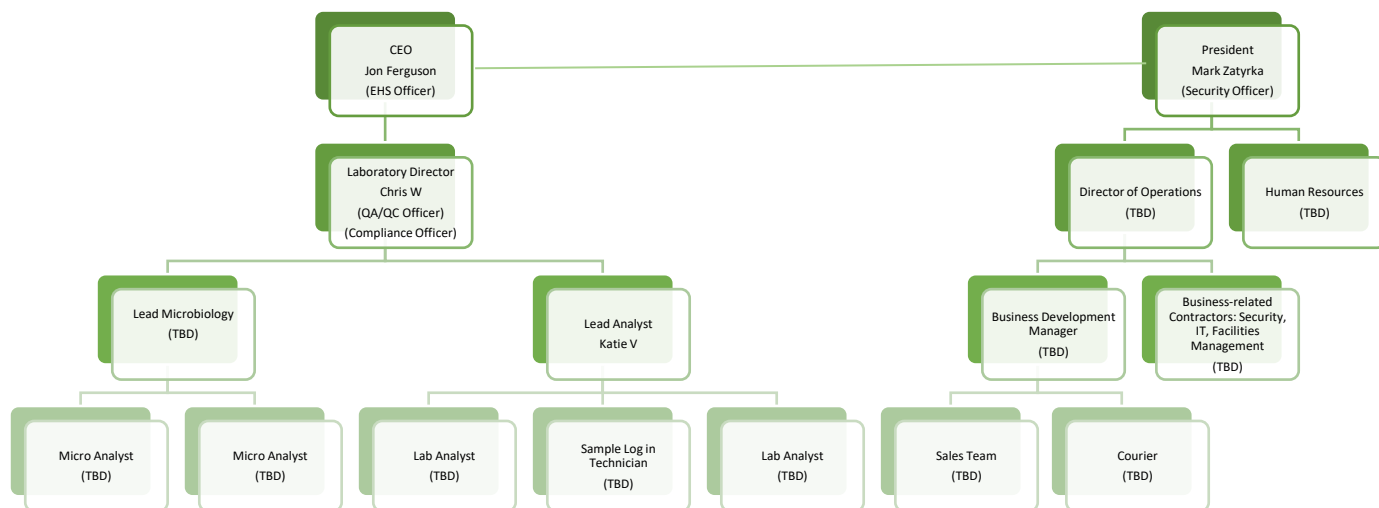 CEO
Jon Ferguson
(EHS Officer)
President
Mark Zatyrka
(Security Officer)
Laboratory Director
Chris W
(QA/QC Officer)
(Compliance Officer)
Director of Operations
(TBD)
Human Resources
(TBD)
Lead Microbiology
(TBD)
Lead Analyst
Katie V
Business Development
Manager
(TBD)
Business-related
Contractors: Security,
IT, Facilities
Management
(TBD)
Micro Analyst
(TBD)
Micro Analyst
(TBD)
Lab Analyst
(TBD)
Sample Log in
Technician
(TBD)
Lab Analyst
(TBD)
Sales Team
(TBD)
Courier
(TBD)